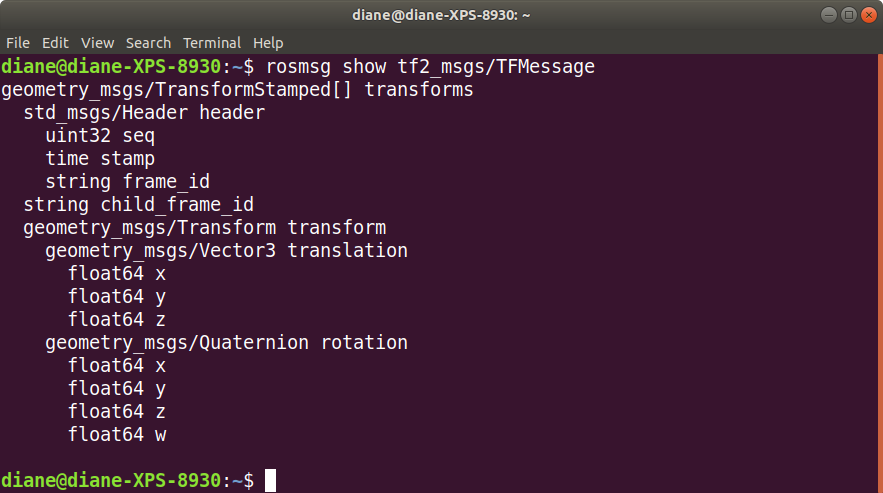 diane@diane-XPS-8930: ~
File Edit View Search Terminal Help
diane@diane-XPS-8930:~$ rosmsg show tf2_msgs/TFMessage
geometry_msgs/TransformStamped[] transforms
  std_msgs/Header header
    uint32 seq
    time stamp
    string frame_id
  string child_frame_id
  geometry_msgs/Transform transform
    geometry_msgs/Vector3 translation
      float64 x
      float64 y
      float64 z
    geometry_msgs/Quaternion rotation
      float64 x
      float64 y
      float64 z
      float64 w
diane@diane-XPS-8930:~$